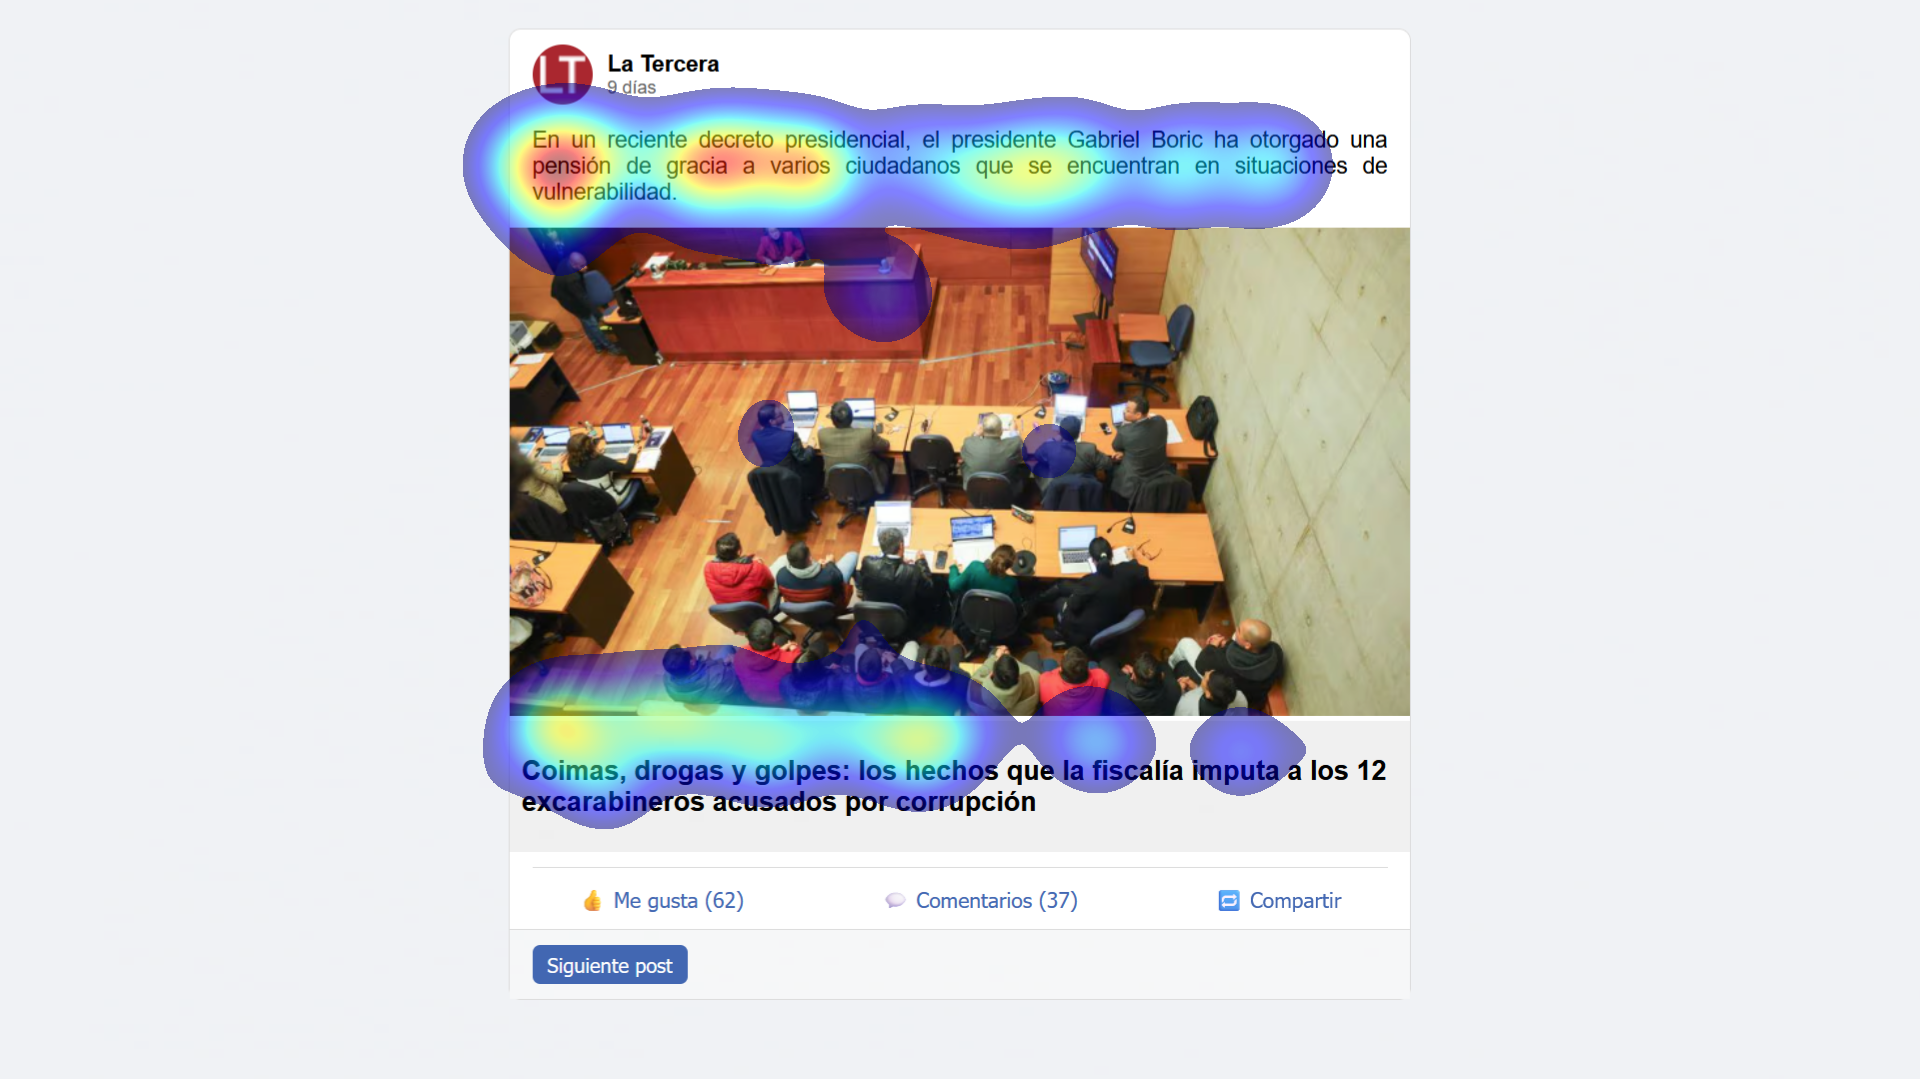 LT
La Tercera
9 días
En un reciente decreto presidencial, el presidente Gabriel Boric ha otorgado una
pensión de gracia a varios ciudadanos que se encuentran en situaciones de
vulnerabilidad.
Coimas, drogas y golpes: los hechos que la fiscalía imputa a los 12
excarabineros acusados por corrupción
Me gusta (62) Comentarios (37) Compartir
Siguiente post